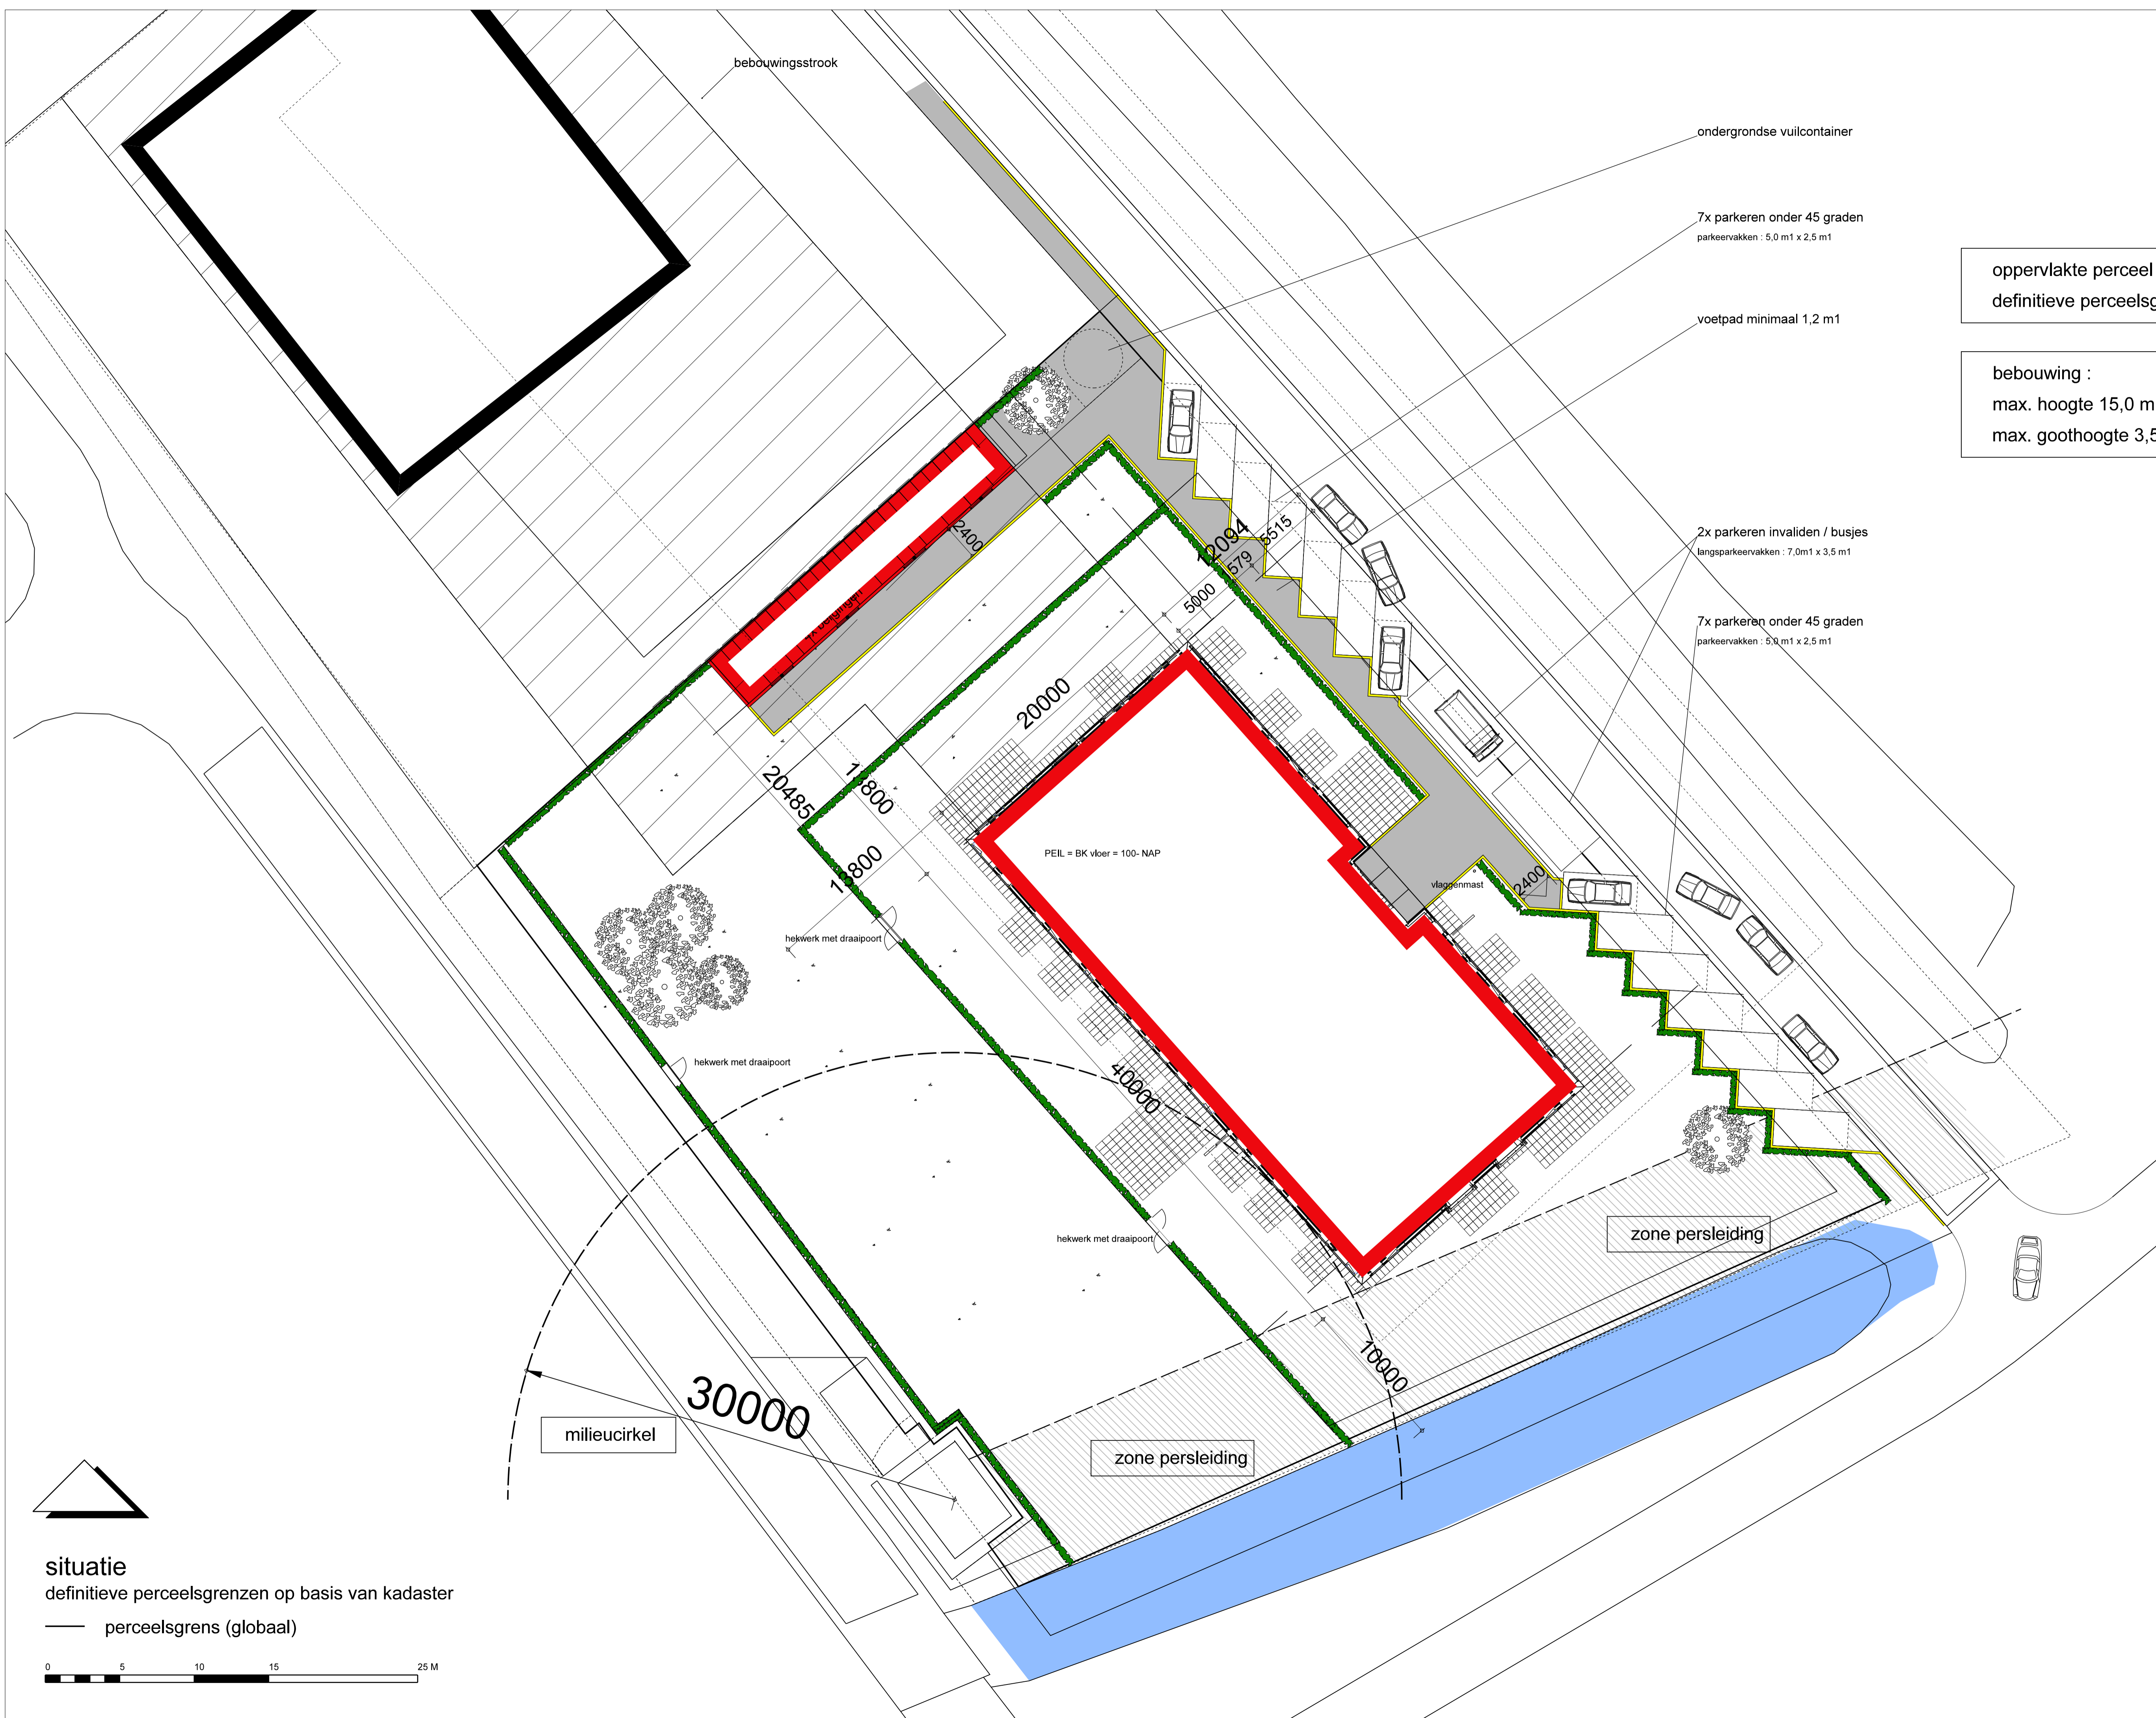 bebouwingsstrook
ondergrondse vuilcontainer
7x parkeren onder 45 graden
parkeervakken : 5,0 m1 x 2,5 m1
oppervlakte perceel
definitieve perceelsg
voetpad minimaal 1,2 m1
bebouwing :
max. hoogte 15,0 m
max. goothoogte 3,5
2x parkeren invaliden / busjes
langsparkeervakken : 7,0m1 x 3,5 m1
7x parkeren onder 45 graden
parkeervakken : 5,0 m1 x 2,5 m1
2400
12094
5515
579
5000
20000
20485
13800
PEIL = BK vloer = 100- NAP
vlaggenmast
2400
hekwerk met draaipoort
hekwerk met draaipoort
40000
hekwerk met draaipoort
zone persleiding
10000
30000
milieucirkel
zone persleiding
situatie
definitieve perceelsgrenzen op basis van kadaster
perceelsgrens (globaal)
0 5 10 15 25 M